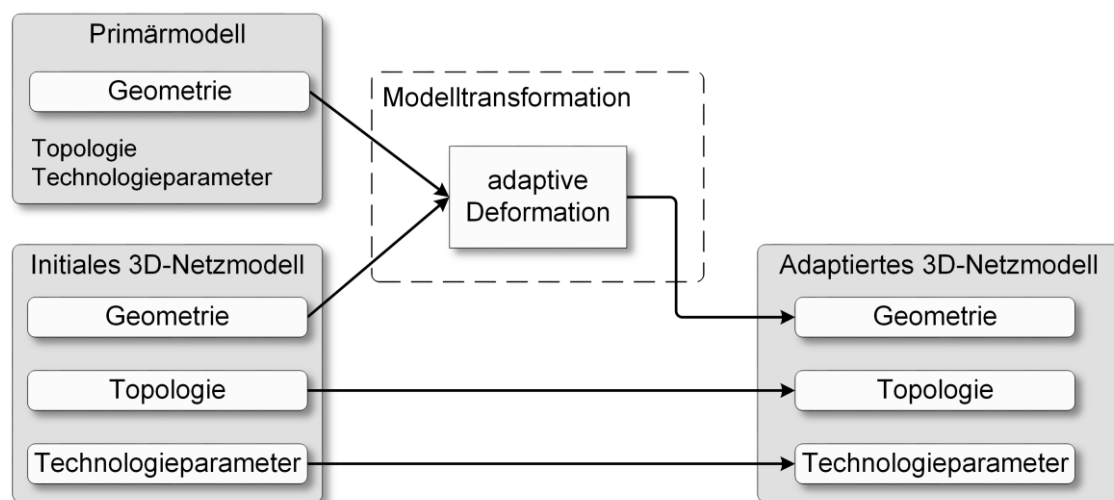 Primärmodell
Geometrie
Topologie
Technologieparameter
Modelltransformation
adaptive
Deformation
Initiales 3D-Netzmodell
Geometrie
Topologie
Technologieparameter
Adaptiertes 3D-Netzmodell
Geometrie
Topologie
Technologieparameter